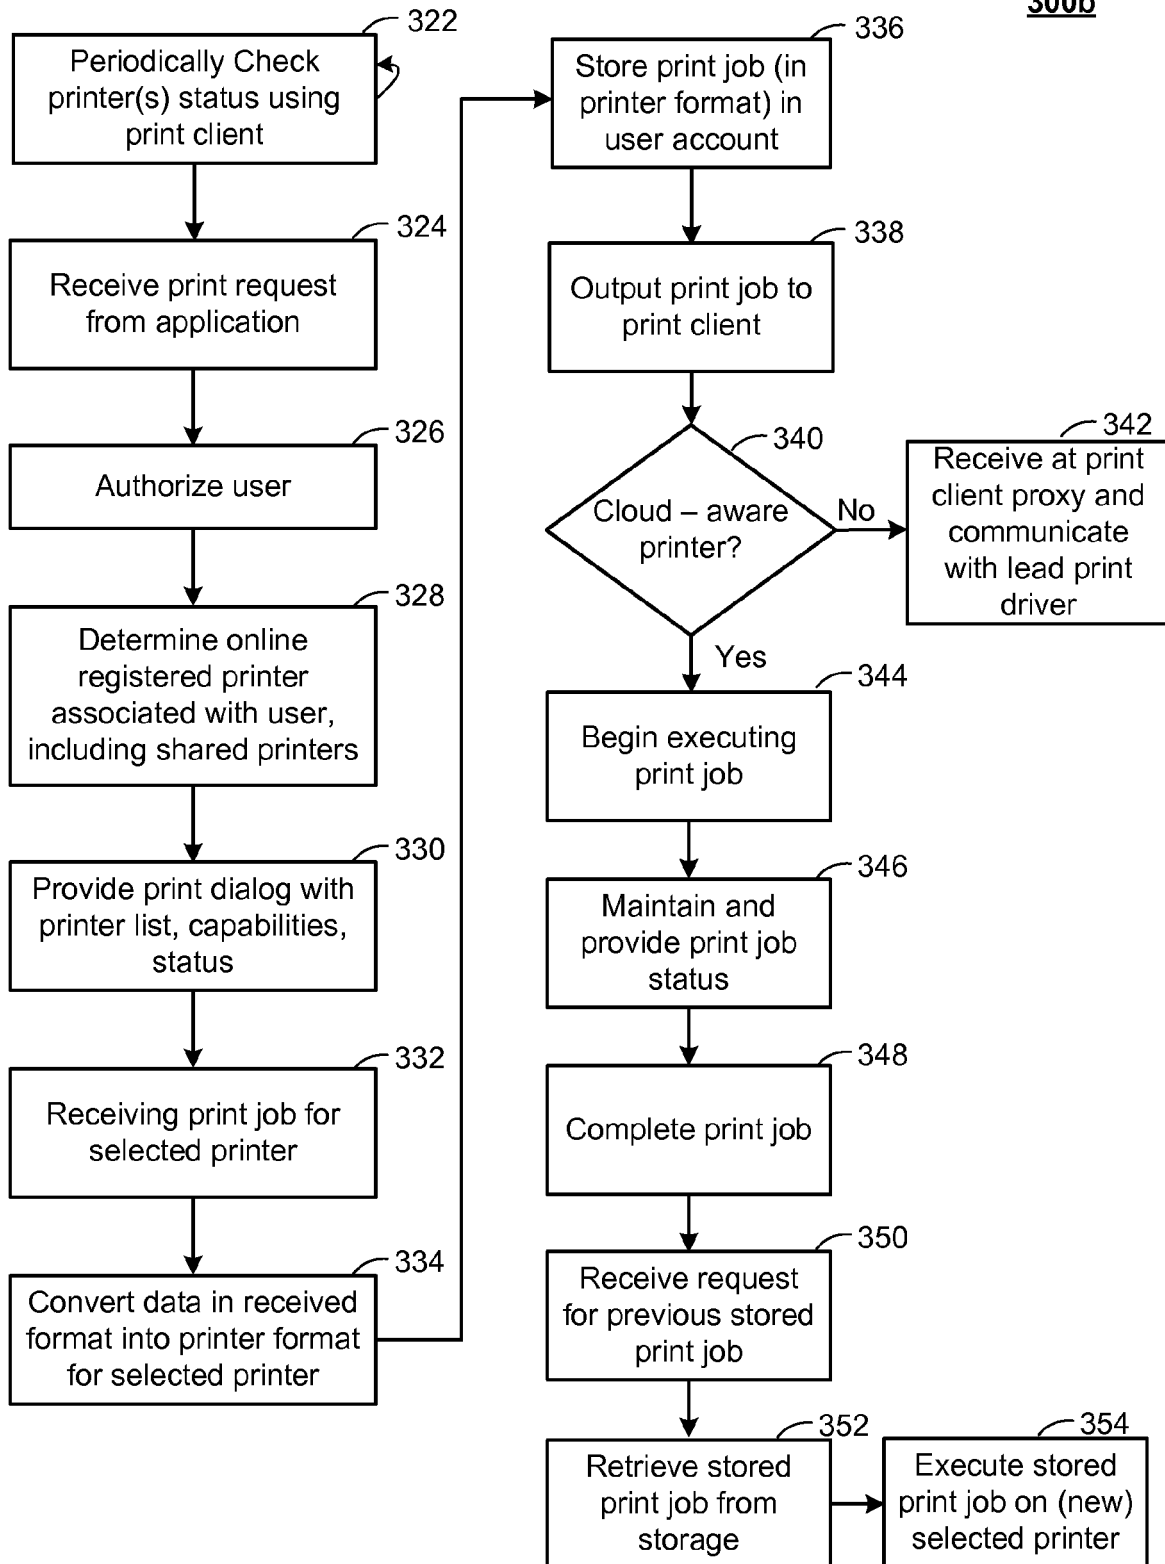 300b
322
Periodically Check
printer(s) status using
print client
324
Receive print request
from application
326
Authorize user
328
Determine online
registered printer
associated with user,
including shared printers
330
Provide print dialog with
printer list, capabilities,
status
332
Receiving print job for
selected printer
334
Convert data in received
format into printer format
for selected printer
336
Store print job (in
printer format) in
user account
338
Output print job to
print client
340
Cloud – aware
printer?
No
342
Receive at print
client proxy and
communicate
with lead print
driver
Yes
344
Begin executing
print job
346
Maintain and
provide print job
status
348
Complete print job
350
Receive request
for previous stored
print job
352
Retrieve stored
print job from
storage
354
Execute stored
print job on (new)
selected printer